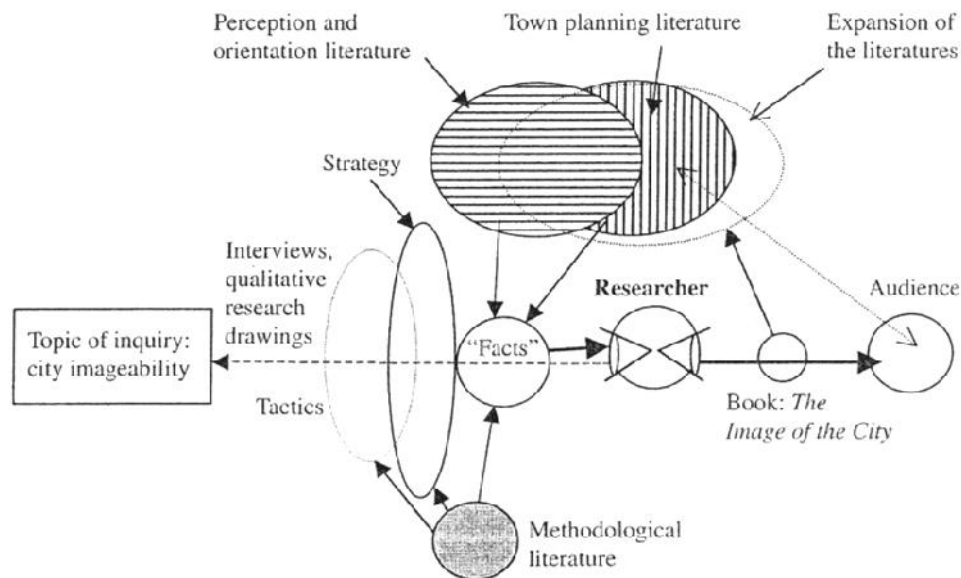 Perception and
orientation literature
Town planning literature
Expansion of
the literatures
Strategy
Interviews,
qualitative
research
drawings
Researcher
Audience
Topic of inquiry:
city imageability
"Facts"
Tactics
Book: The
Image of the City
Methodological
literature